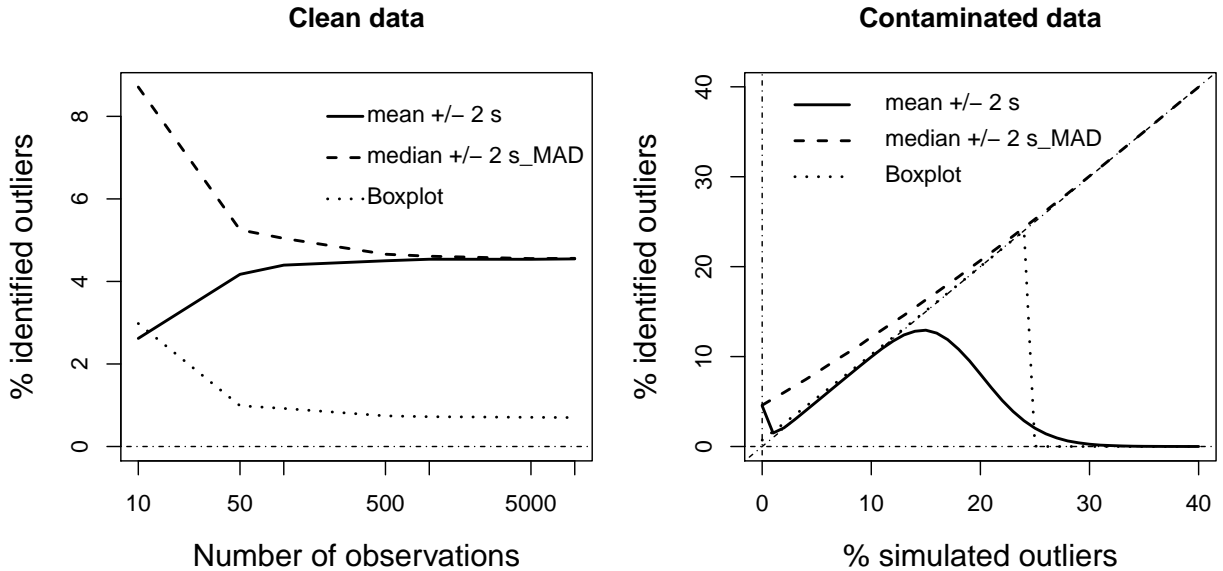 Clean data
% identified outliers
0
2
4
6
8
mean +/− 2 s
median +/− 2 s_MAD
Boxplot
10
50
500
5000
Number of observations
Contaminated data
% identified outliers
0
10
20
30
40
mean +/− 2 s
median +/− 2 s_MAD
Boxplot
0
10
20
30
40
% simulated outliers